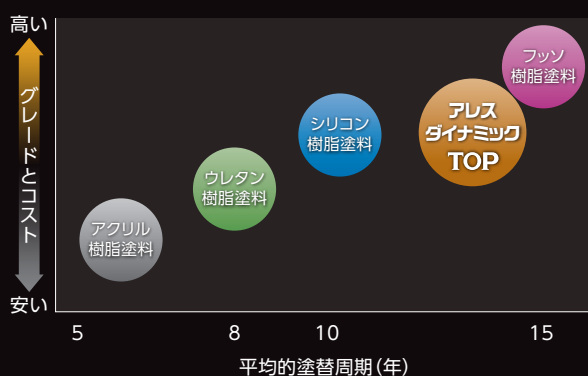 高い
グレードとコスト
安い
フッソ
樹脂塗料
アレス
ダイナミック
TOP
シリコン
樹脂塗料
ウレタン
樹脂塗料
アクリル
樹脂塗料
5 8 10 15
平均的塗替周期(年)